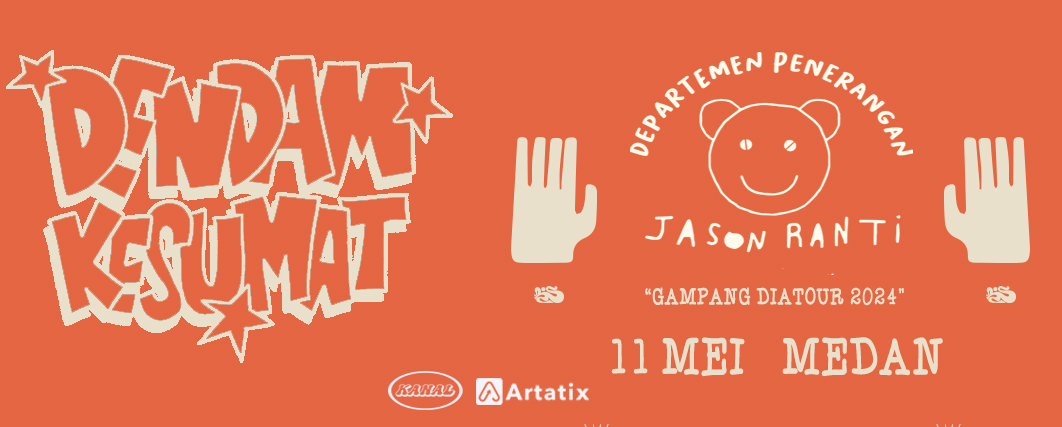 DENDAM
KESUMAT
DEPARTEMEN PENERANGAN
JASON RANTI
“GAMPANG DIATOUR 2024”
11 MEI MEDAN
KANAL
Artatix